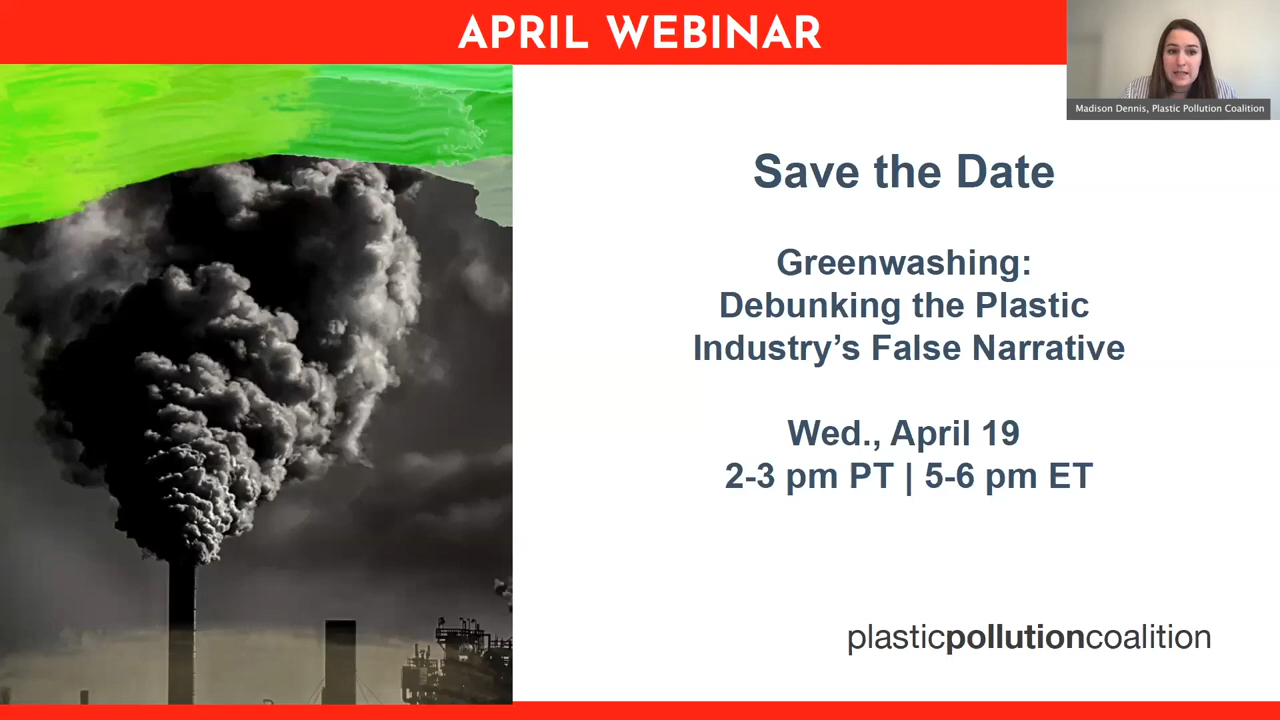 APRIL WEBINAR
Madison Dennis, Plastic Pollution Coalition
Save the Date
Greenwashing:
Debunking the Plastic
Industry’s False Narrative
Wed., April 19
2-3 pm PT | 5-6 pm ET
plasticpollutioncoalition